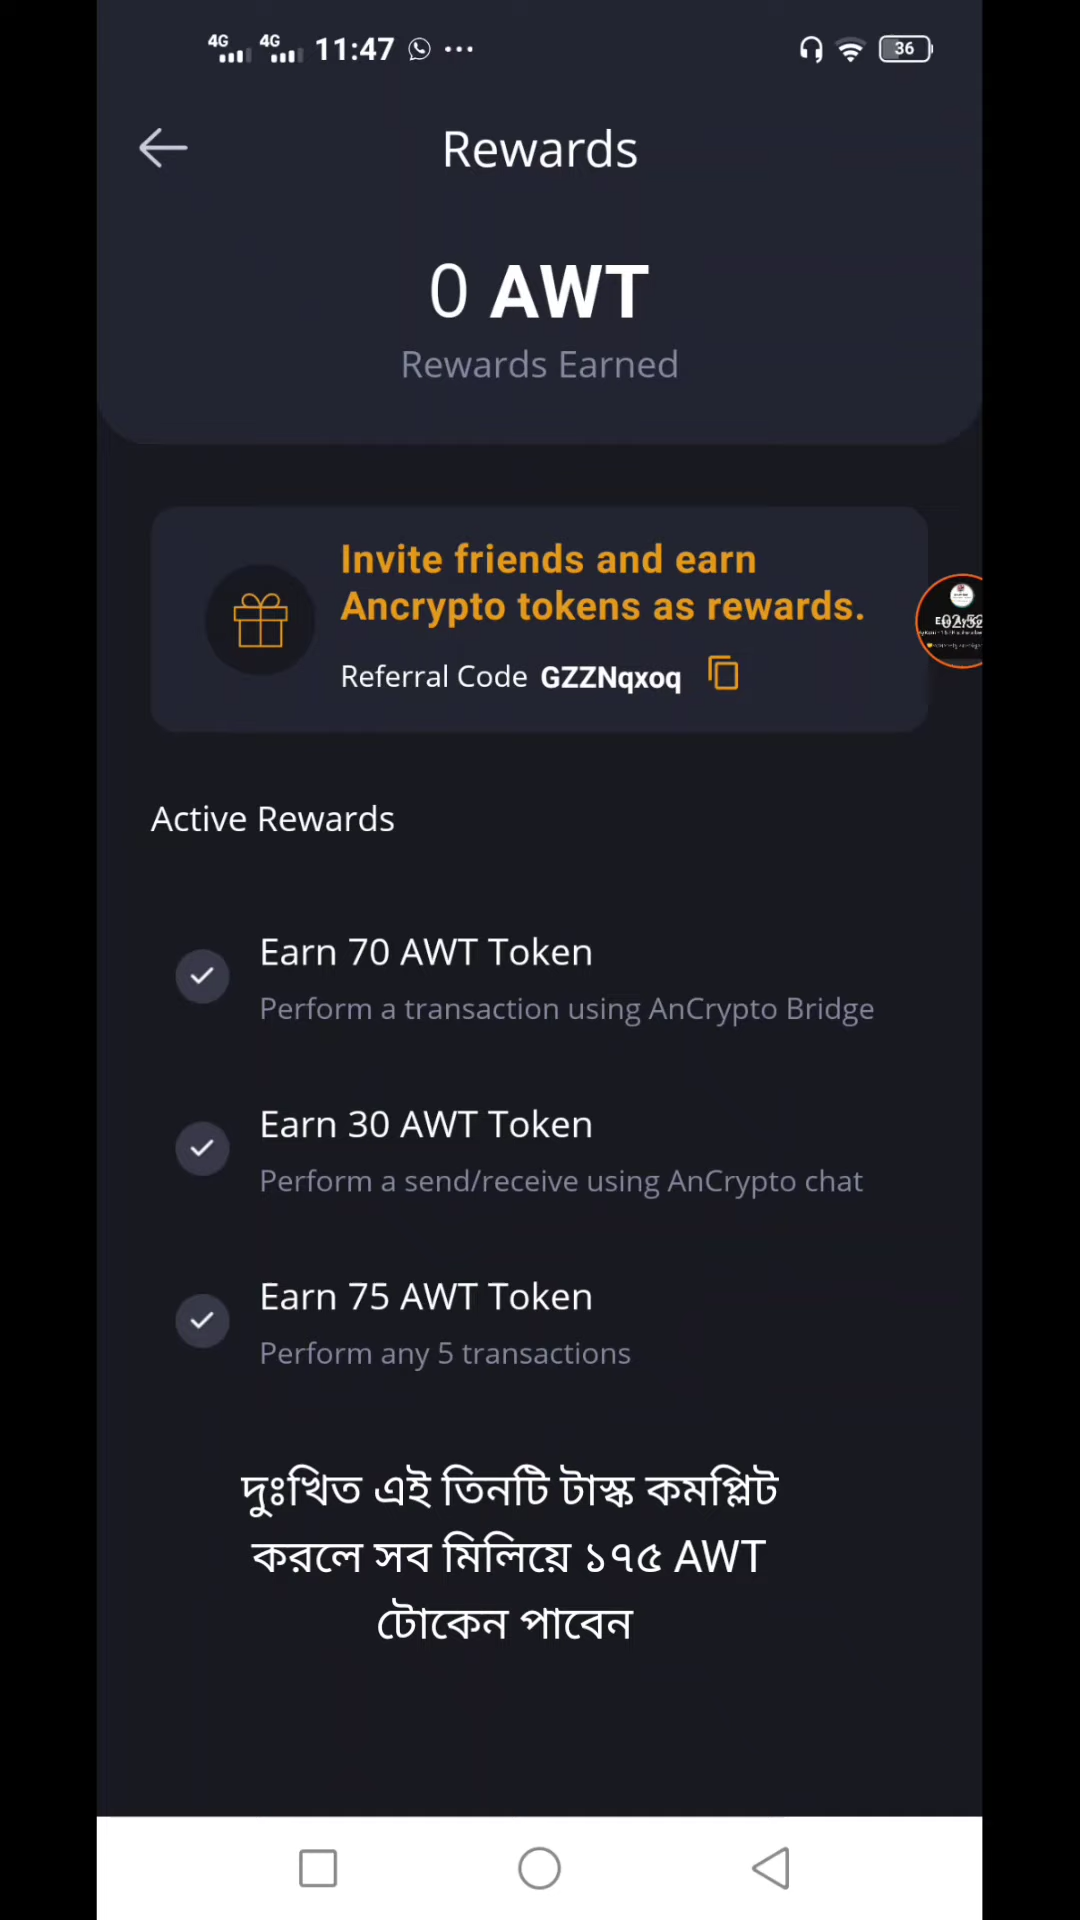 4G 4G 11:47 36
Rewards
0 AWT
Rewards Earned
Invite friends and earn
Ancrypto tokens as rewards.
Referral Code GZZNqxoq
02:52
Active Rewards
Earn 70 AWT Token
Perform a transaction using AnCrypto Bridge
Earn 30 AWT Token
Perform a send/receive using AnCrypto chat
Earn 75 AWT Token
Perform any 5 transactions
দুঃখিত এই তিনটি টাস্ক কমপ্লিট
করলে সব মিলিয়ে ১৭৫ AWT
টোকেন পাবেন